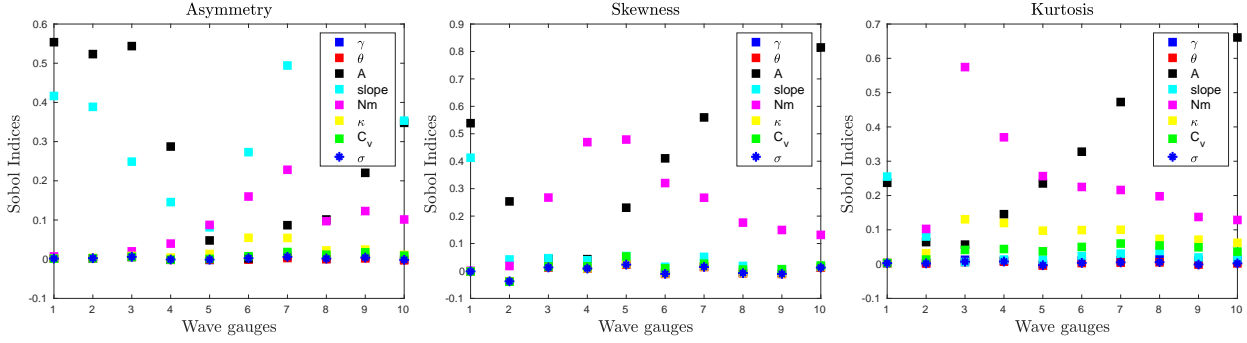 Asymmetry
Sobol Indices
0.6
0.5
0.4
0.3
0.2
0.1
0
-0.1
1 2 3 4 5 6 7 8 9 10
Wave gauges
γ
θ
A
slope
Nm
κ
C_v
σ
Skewness
Sobol Indices
0.9
0.8
0.7
0.6
0.5
0.4
0.3
0.2
0.1
0
-0.1
1 2 3 4 5 6 7 8 9 10
Wave gauges
γ
θ
A
slope
Nm
κ
C_v
σ
Kurtosis
Sobol Indices
0.7
0.6
0.5
0.4
0.3
0.2
0.1
0
-0.1
1 2 3 4 5 6 7 8 9 10
Wave gauges
γ
θ
A
slope
Nm
κ
C_v
σ